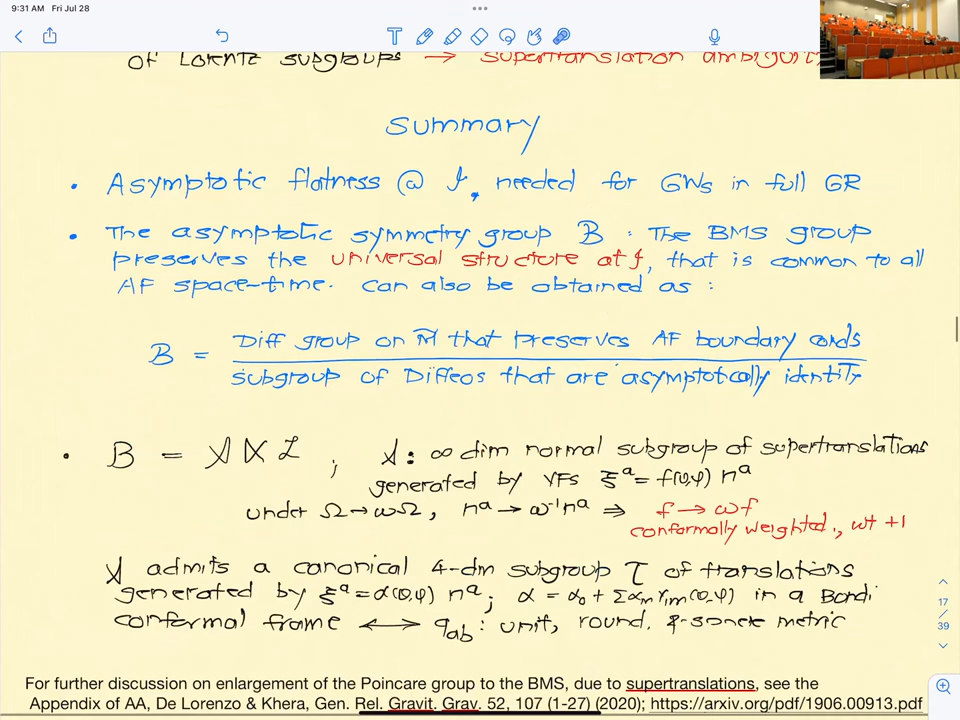 9:31 AM Fri Jul 28
of Lorentz subgroups → supertranslation
Summary
• Asymptotic flatness @ ℐ, needed for GWs in full GR
• The asymptotic symmetry group B : The BMS group
preserves the universal structure at ℐ, that is common to all
AF space-time. Can also be obtained as :
B = Diff group on M̂ that preserves AF boundary conds
Subgroup of Diffeos that are asymptotically identity
• B = 𝒮 ⋉ ℒ ; 𝒮 : ∞ dim normal subgroup of supertranslations
generated by VFs ξᵃ = f(θ,φ) nᵃ
under Ω → ωΩ, nᵃ → ω⁻¹nᵃ ⇒ f → ωf
conformally weighted, wt +1
𝒮 admits a canonical 4-dm subgroup T of translations
generated by ξᵃ = α(θ,φ) nᵃ ; α = α₀ + Σαₘ Y₁ₘ(θ,φ) in a Bondi
conformal frame ↔ qab : unit, round, metric
17
/
39
For further discussion on enlargement of the Poincare group to the BMS, due to supertranslations, see the
Appendix of AA, De Lorenzo & Khera, Gen. Rel. Gravit. Grav. 52, 107 (1-27) (2020); https://arxiv.org/pdf/1906.00913.pdf